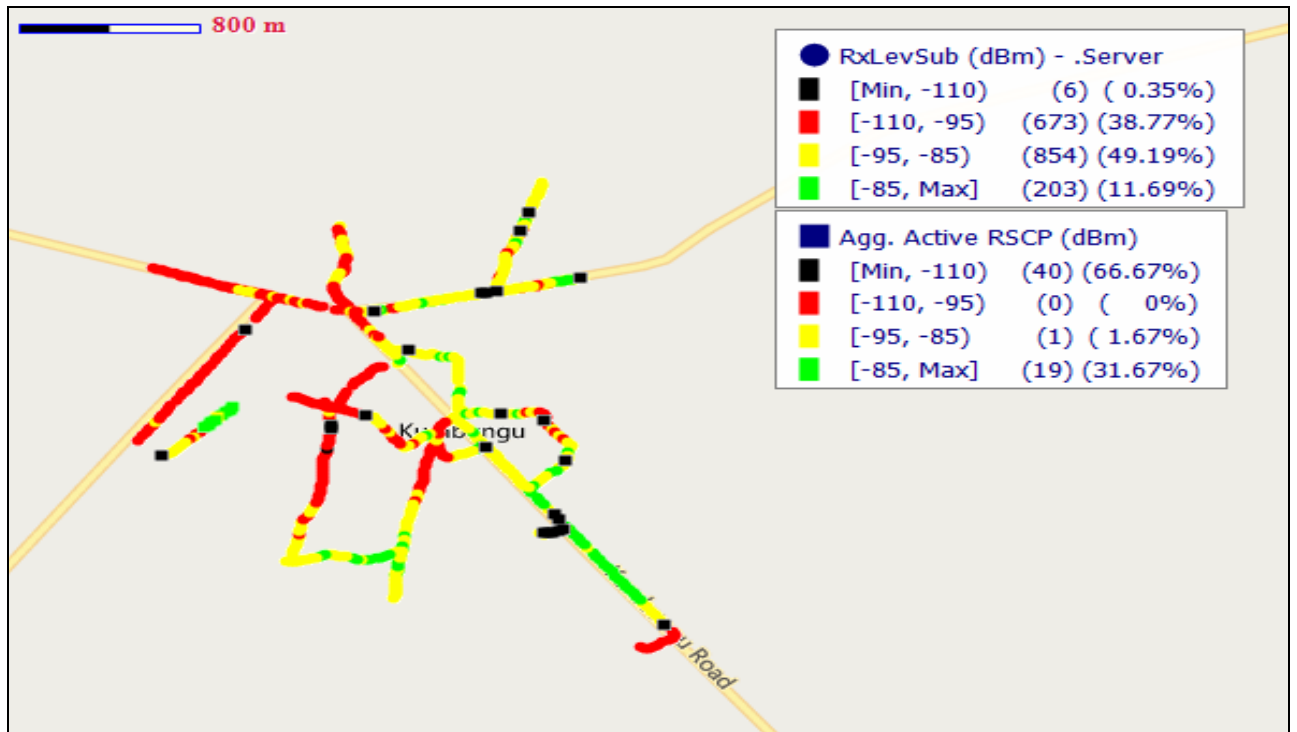 800 m
RxLevSub (dBm) - .Server
[Min, -110) (6) ( 0.35%)
[-110, -95) (673) (38.77%)
[-95, -85) (854) (49.19%)
[-85, Max] (203) (11.69%)
Agg. Active RSCP (dBm)
[Min, -110) (40) (66.67%)
[-110, -95) (0) ( 0%)
[-95, -85) (1) ( 1.67%)
[-85, Max] (19) (31.67%)
Road